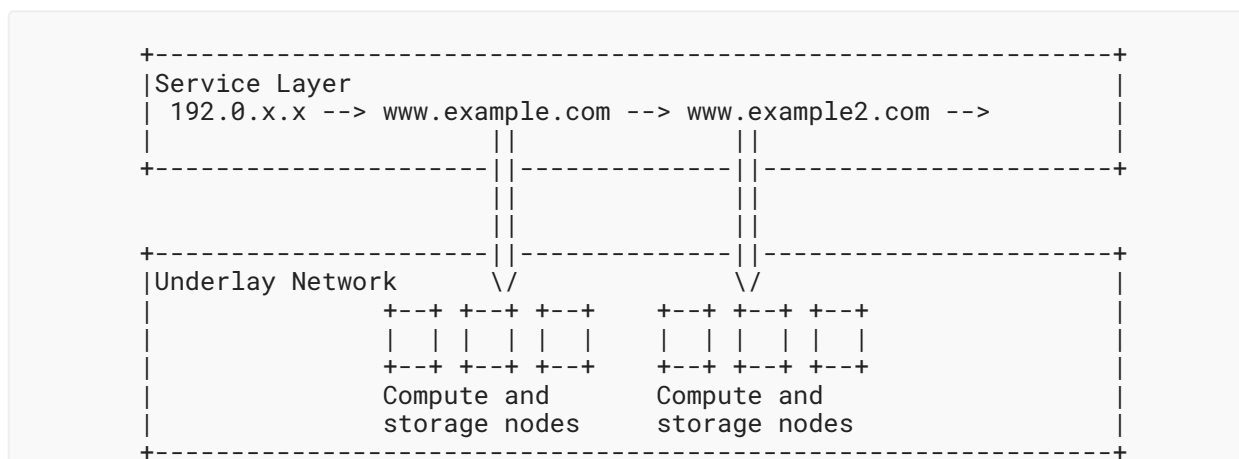 Service Layer
192.0.x.x --> www.example.com --> www.example2.com -->
Underlay Network
Compute and Compute and
storage nodes storage nodes